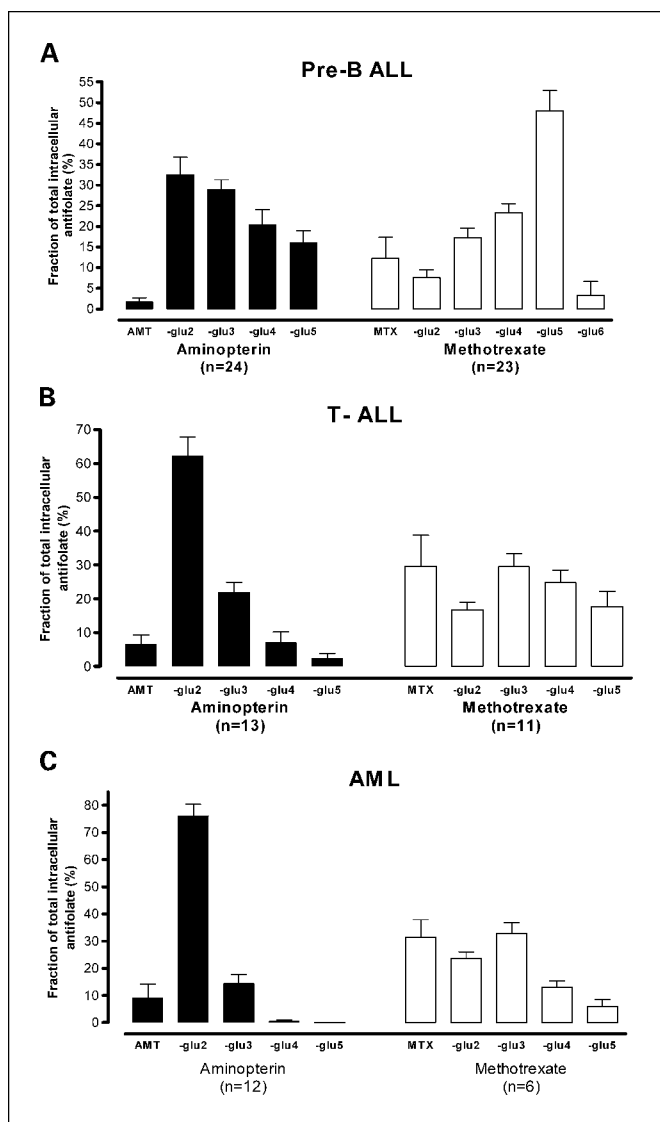 A
Pre-B ALL
Fraction of total intracellular
antifolate (%)
55
50
45
40
35
30
25
20
15
10
5
0
AMT -glu2 -glu3 -glu4 -glu5 MTX -glu2 -glu3 -glu4 -glu5 -glu6
Aminopterin Methotrexate
(n=24) (n=23)
B
T- ALL
Fraction of total intracellular
antifolate (%)
70
60
50
40
30
20
10
0
AMT -glu2 -glu3 -glu4 -glu5 MTX -glu2 -glu3 -glu4 -glu5
Aminopterin Methotrexate
(n=13) (n=11)
C
AML
Fraction of total intracellular
antifolate (%)
80
70
60
50
40
30
20
10
0
AMT -glu2 -glu3 -glu4 -glu5 MTX -glu2 -glu3 -glu4 -glu5
Aminopterin Methotrexate
(n=12) (n=6)